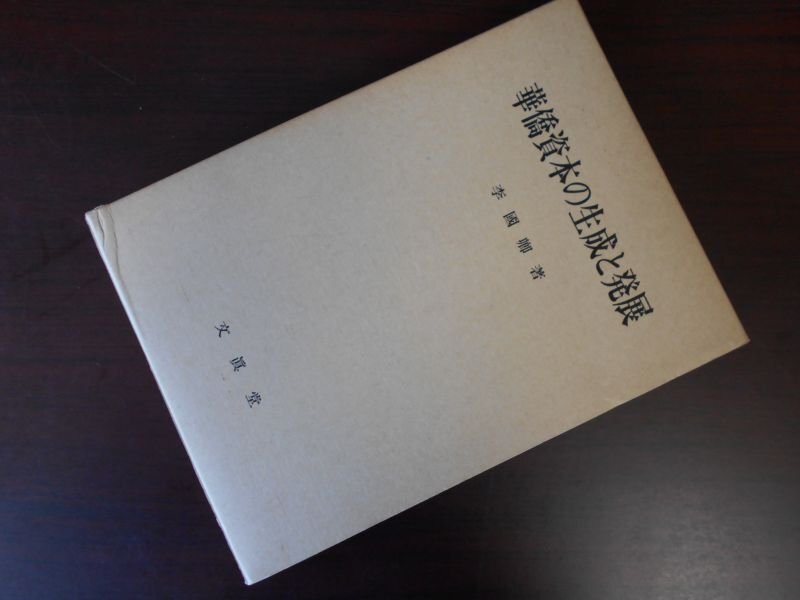 華僑資本の生成と発展
李國卿著
文眞堂